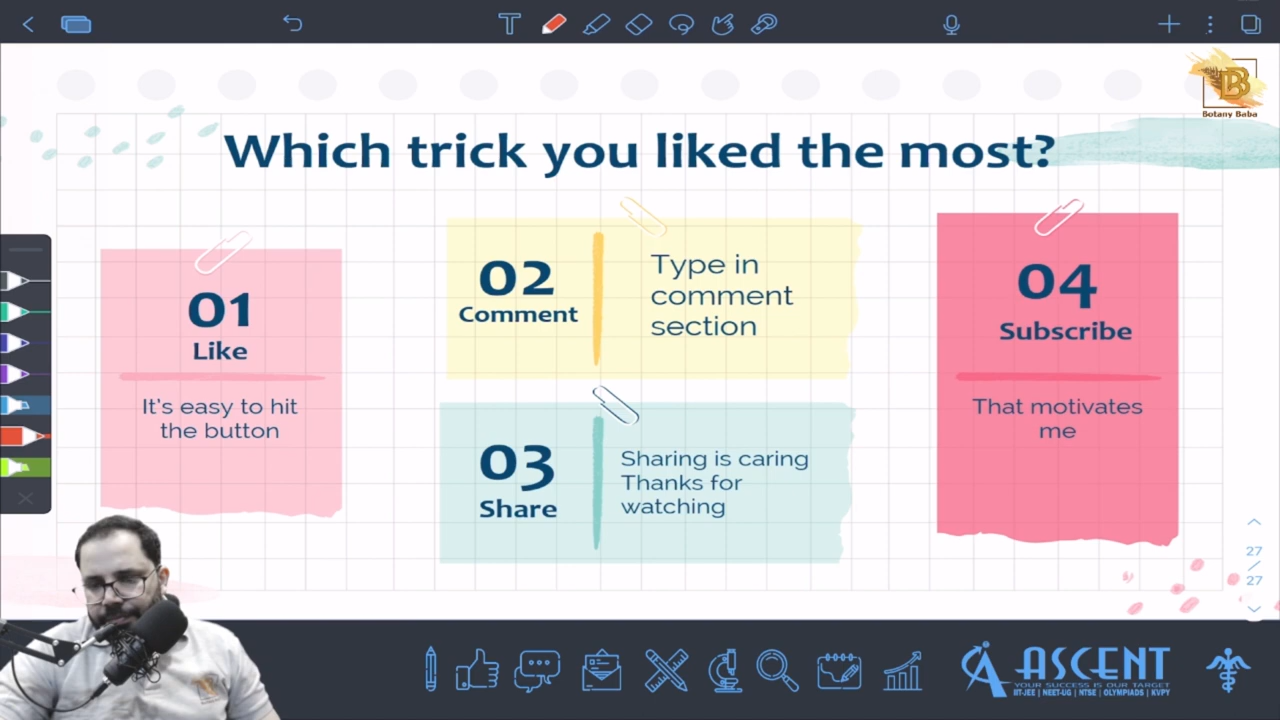 Botany Baba
Which trick you liked the most?
01
Like
It's easy to hit
the button
02
Comment
Type in
comment
section
03
Share
Sharing is caring
Thanks for
watching
04
Subscribe
That motivates
me
27
27
ASCENT
YOUR SUCCESS IS OUR TARGET
IIT-JEE | NEET-UG | NTSE | OLYMPIADS | KVPY